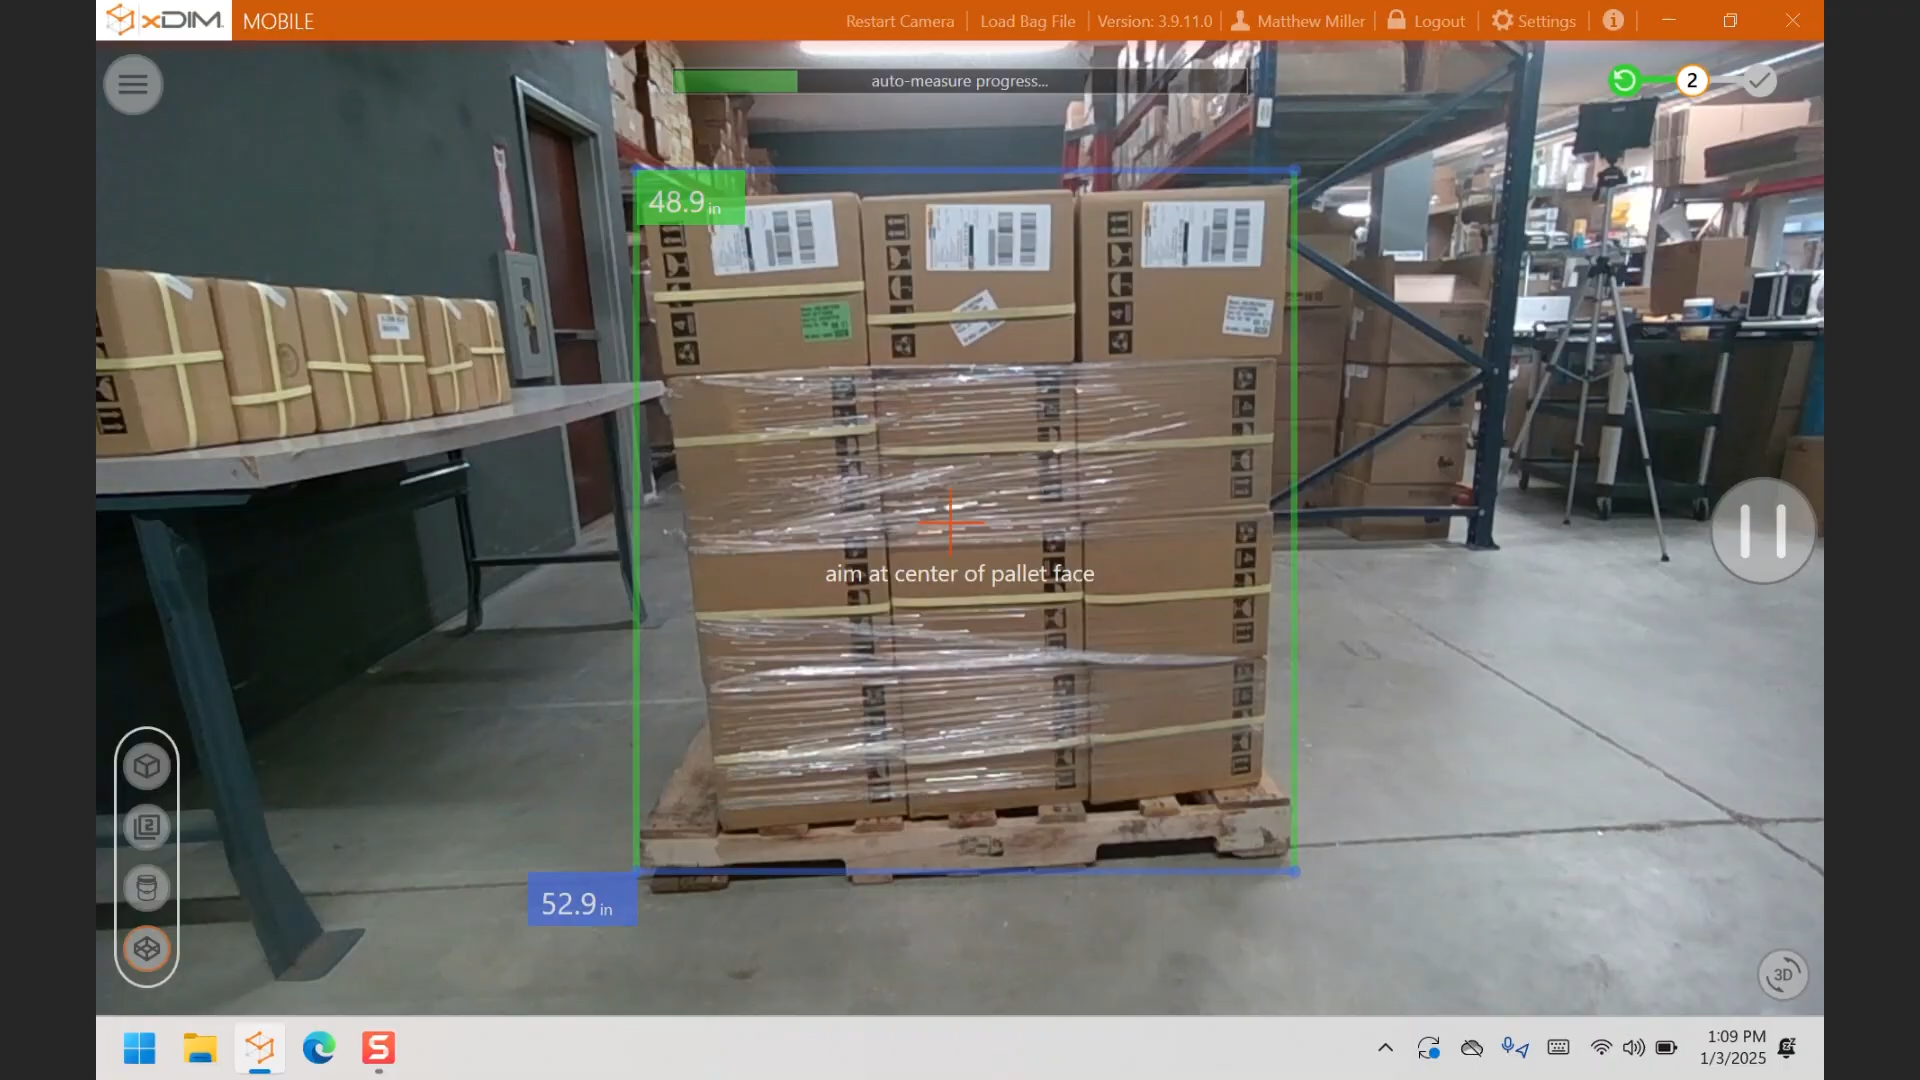 xDIM MOBILE
Restart Camera
Load Bag File
Version: 3.9.11.0
Matthew Miller
Logout
Settings
auto-measure progress...
2
48.9 in
aim at center of pallet face
2
52.9 in
3D
S
1:09 PM
1/3/2025